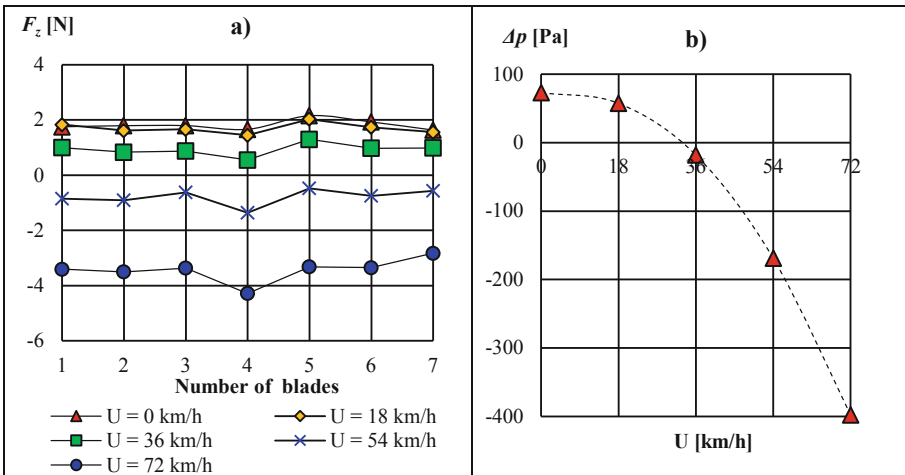 F_z [N]
a)
4
2
0
-2
-4
-6
1 2 3 4 5 6 7
Number of blades
U = 0 km/h
U = 18 km/h
U = 36 km/h
U = 54 km/h
U = 72 km/h
Δp [Pa]
b)
100
0
-100
-200
-300
-400
0 18 36 54 72
U [km/h]